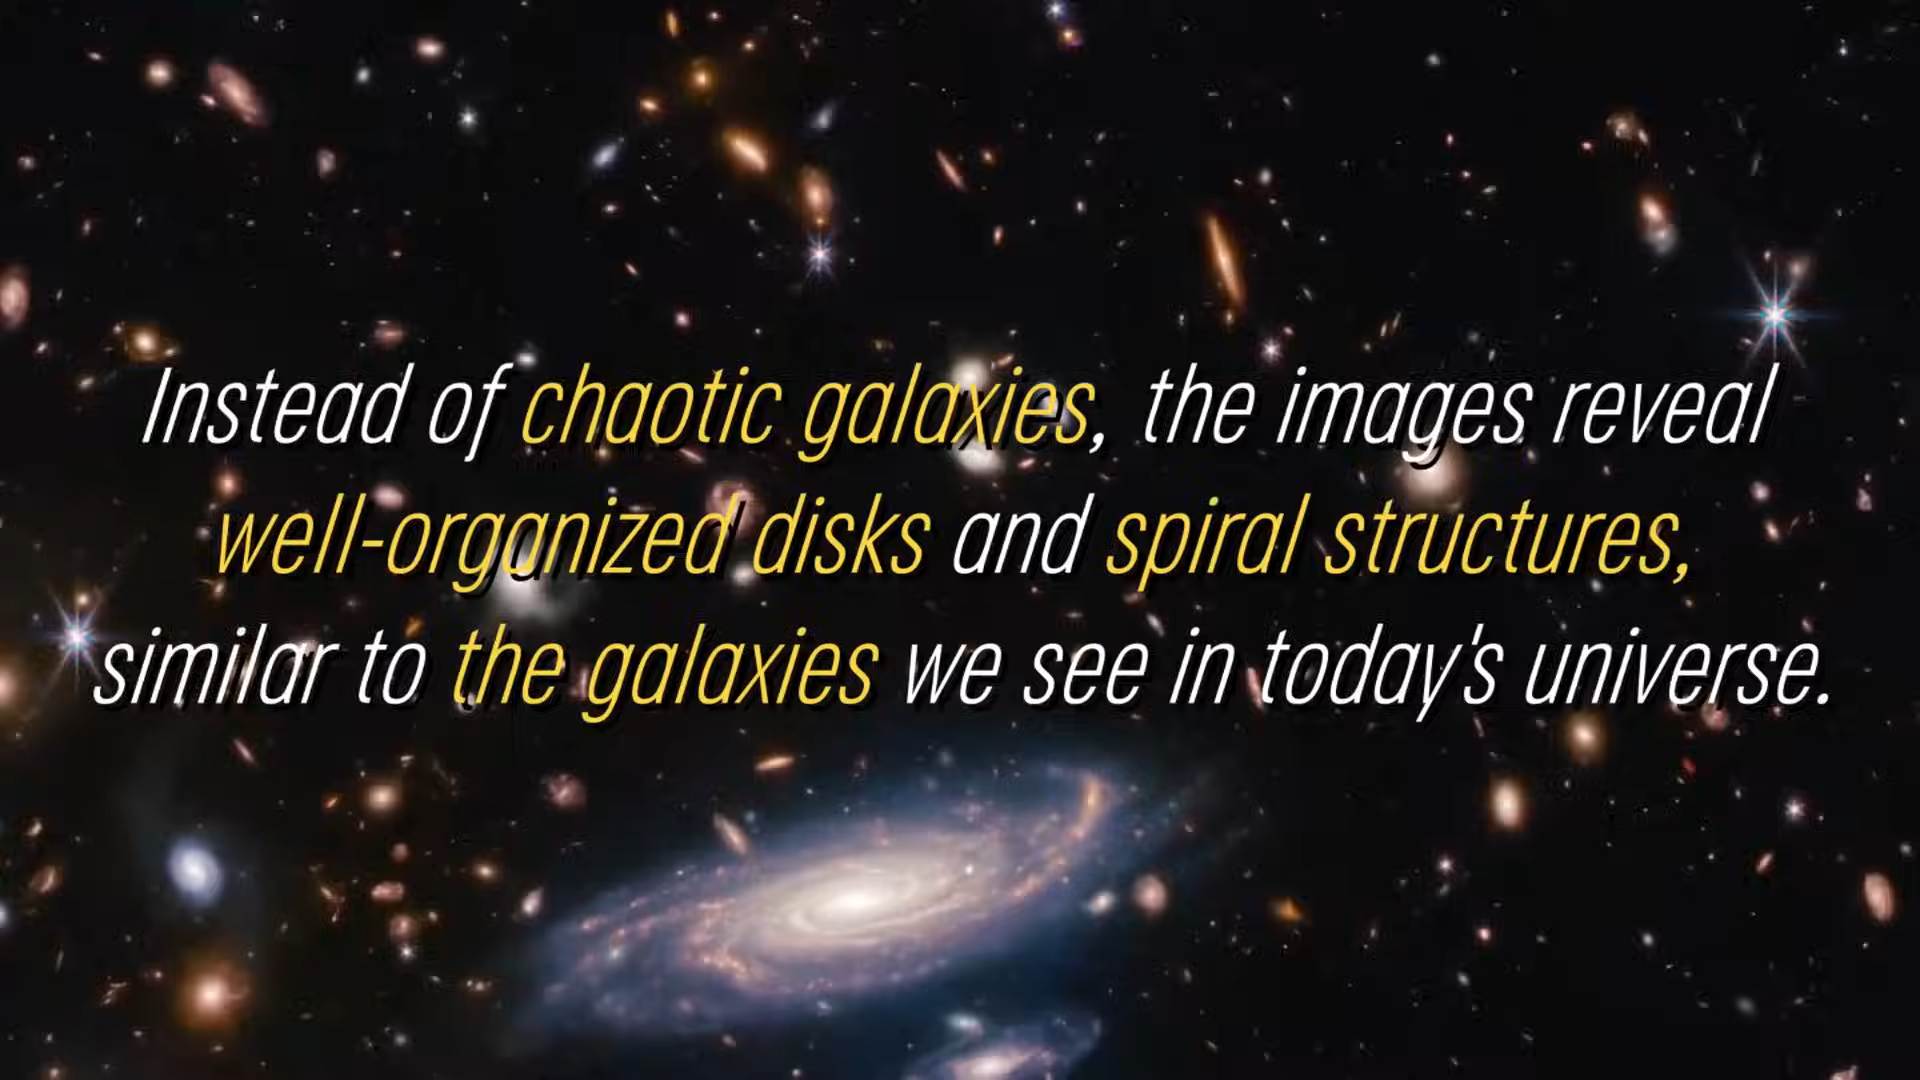 Instead of chaotic galaxies, the images reveal
well-organized disks and spiral structures,
similar to the galaxies we see in today's universe.